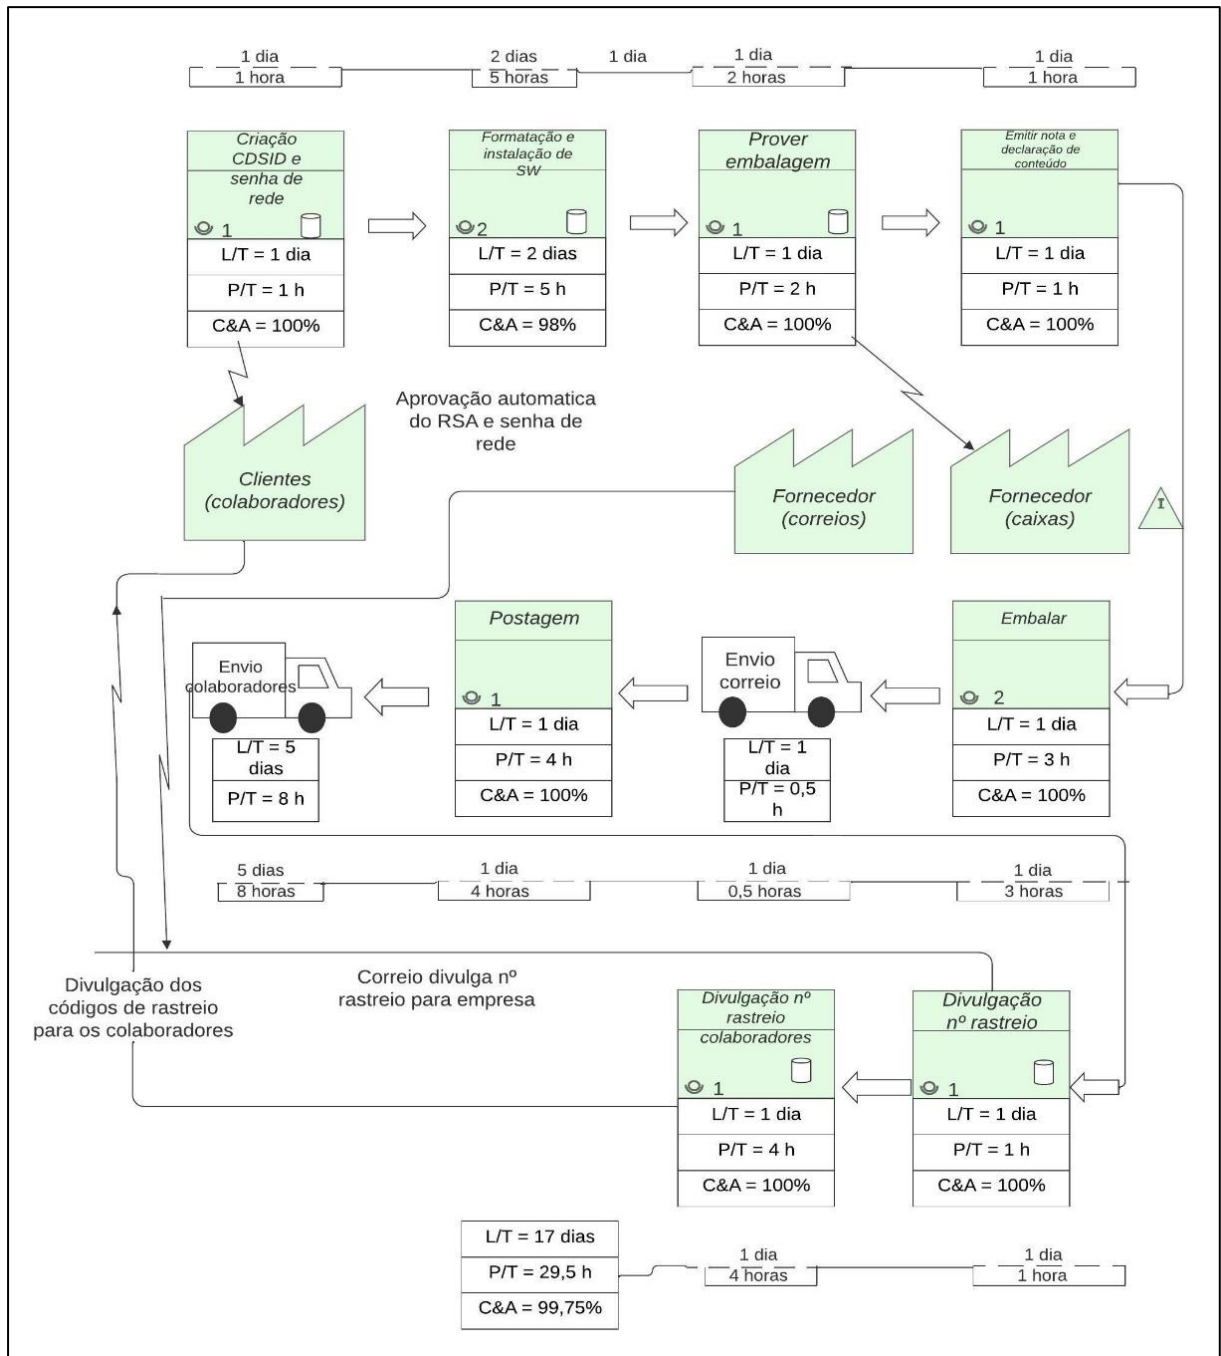 1 dia
1 hora
2 dias
5 horas
1 dia
1 dia
2 horas
1 dia
1 hora
Criação
CDSID e
senha de
rede
1
L/T = 1 dia
P/T = 1 h
C&A = 100%
Formatação e
instalação de
SW
2
L/T = 2 dias
P/T = 5 h
C&A = 98%
Prover
embalagem
1
L/T = 1 dia
P/T = 2 h
C&A = 100%
Emitir nota e
declaração de
conteúdo
1
L/T = 1 dia
P/T = 1 h
C&A = 100%
Aprovação automatica
do RSA e senha de
rede
Clientes
(colaboradores)
Fornecedor
(correios)
Fornecedor
(caixas)
I
Envio
colaboradores
L/T = 5
dias
P/T = 8 h
Postagem
1
L/T = 1 dia
P/T = 4 h
C&A = 100%
Envio
correio
L/T = 1
dia
P/T = 0,5
h
Embalar
2
L/T = 1 dia
P/T = 3 h
C&A = 100%
5 dias
8 horas
1 dia
4 horas
1 dia
0,5 horas
1 dia
3 horas
Divulgação dos
códigos de rastreio
para os colaboradores
Correio divulga nº
rastreio para empresa
Divulgação nº
rastreio
colaboradores
1
L/T = 1 dia
P/T = 4 h
C&A = 100%
Divulgação
nº rastreio
1
L/T = 1 dia
P/T = 1 h
C&A = 100%
L/T = 17 dias
P/T = 29,5 h
C&A = 99,75%
1 dia
4 horas
1 dia
1 hora